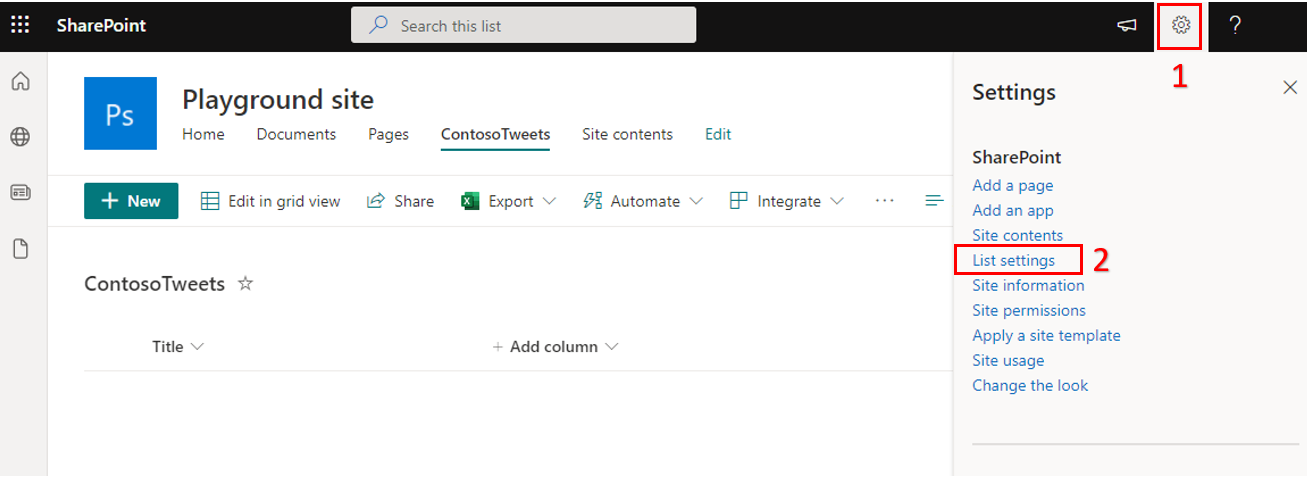 SharePoint
Search this list
?
1
Ps
Playground site
Home Documents Pages ContosoTweets Site contents Edit
+ New Edit in grid view Share Export Automate Integrate ...
ContosoTweets
Title + Add column
Settings
SharePoint
Add a page
Add an app
Site contents
List settings 2
Site information
Site permissions
Apply a site template
Site usage
Change the look